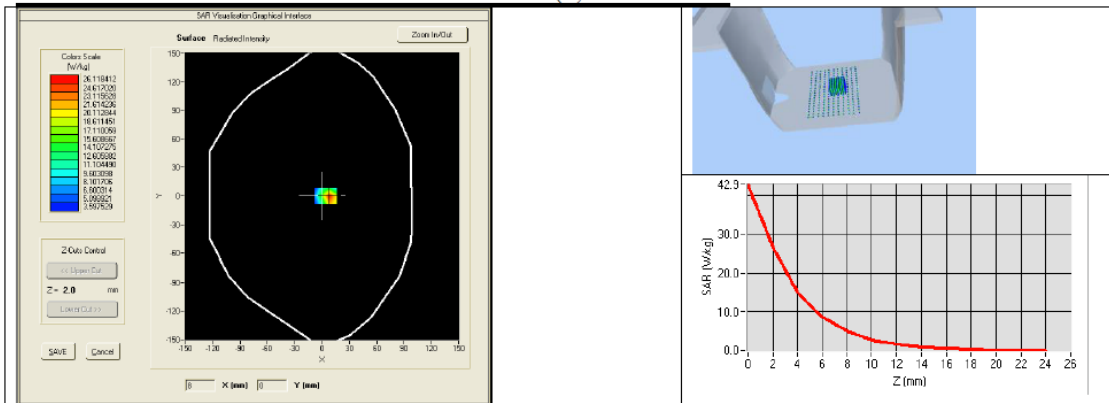 SAR Visualisation Graphical Interface
Surface Radiated Intensity
Zoom In/Out
Colors Scale
(W/kg)
26.118412
24.617020
23.115628
21.614236
20.112844
18.611451
17.110059
15.608667
14.107275
12.605882
11.104490
9.603098
8.101706
6.600314
5.098921
3.597529
Z-Cuts Control
<< Upper Cut
Z = 2.0 mm
Lower Cut >>
SAVE Cancel
150
90
60
30
Y 0
-30
-60
-90
-150
-150 -120 -90 -60 -30 0 30 60 90 120 150
X
8 X (mm) 0 Y (mm)
42.9
30.0
SAR (W/kg)
20.0
10.0
0.0
0 2 4 6 8 10 12 14 16 18 20 22 24 26
Z (mm)